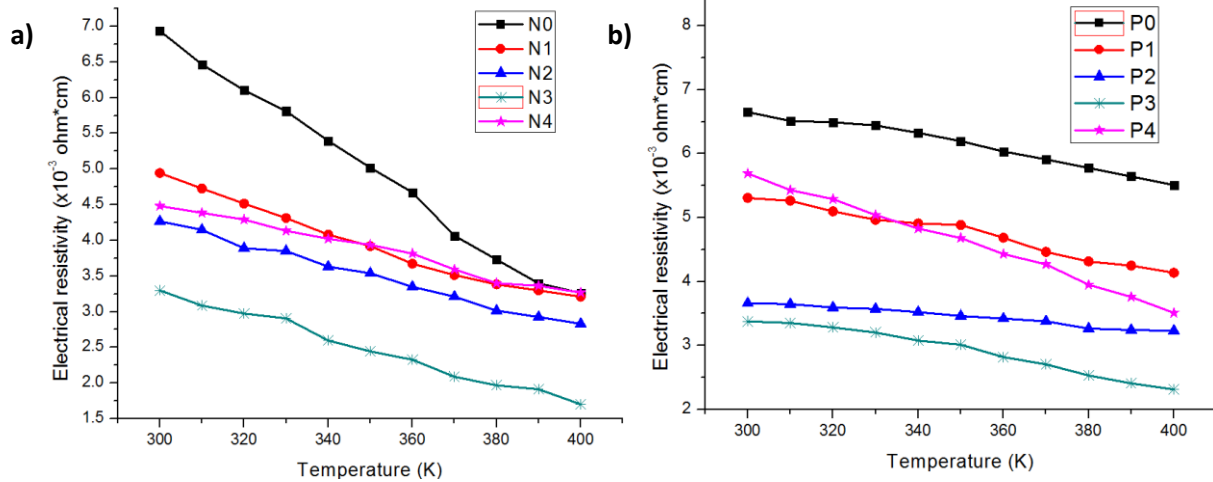 a)
7.0
6.5
6.0
5.5
5.0
4.5
4.0
3.5
3.0
2.5
2.0
1.5
Electrical resistivity (x10⁻³ ohm*cm)
N0
N1
N2
N3
N4
300
320
340
360
380
400
Temperature (K)
b)
8
7
6
5
4
3
2
Electrical resistivity (x10⁻³ ohm*cm)
P0
P1
P2
P3
P4
300
320
340
360
380
400
Temperature (K)